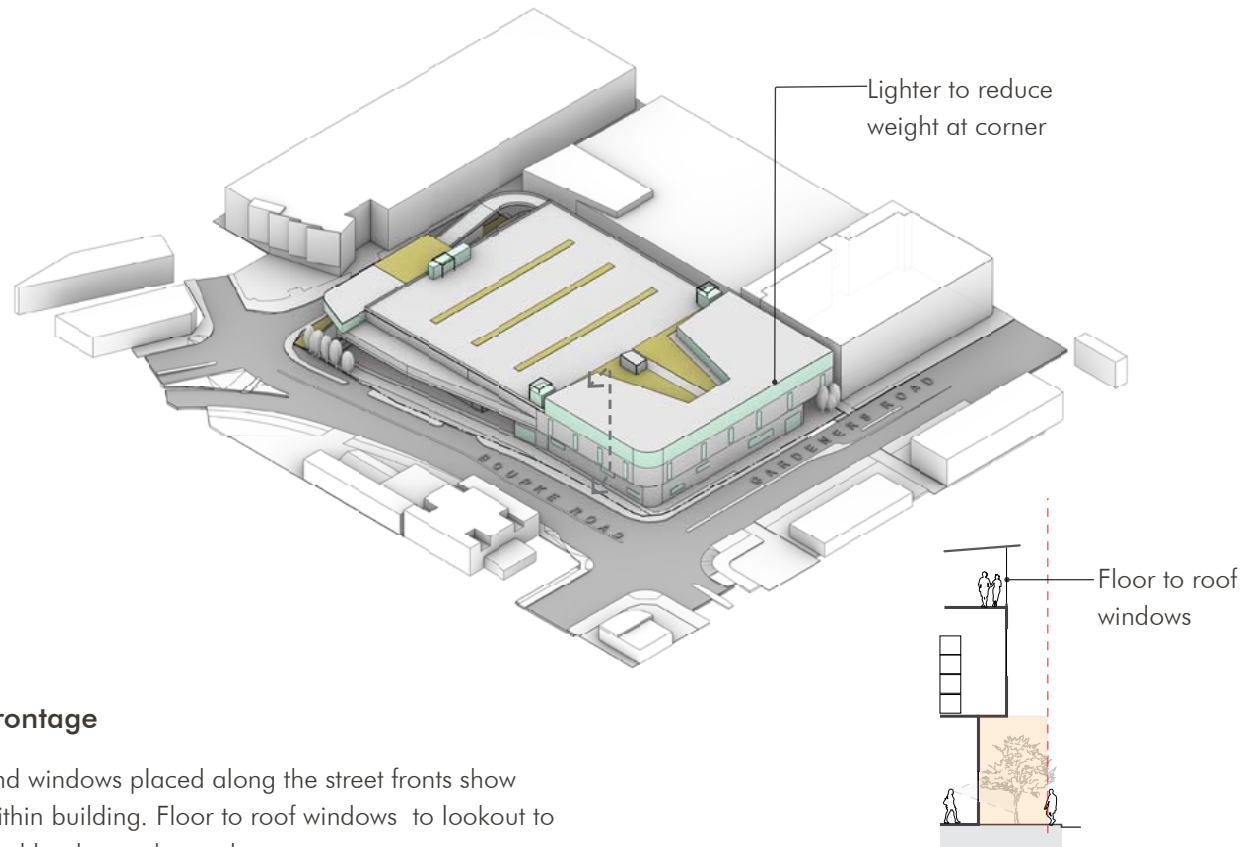 Lighter to reduce
weight at corner
BOURKE ROAD
GARDENERS ROAD
Floor to roof
windows
rontage
nd windows placed along the street fronts show
ithin building. Floor to roof windows to lookout to